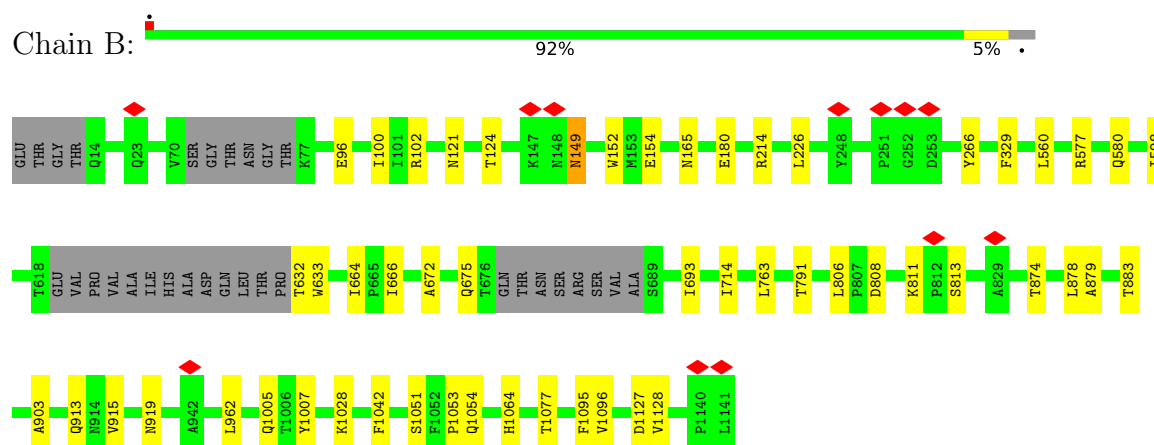 •
Chain B: 92% 5% •
GLU THR GLY THR Q14 Q23 V70 SER GLY THR ASN GLY THR K77 E96 I100 I101 R102 N121 T124 K147 N148 N149 W152 M153 E154 N165 E180 R214 L226 Y248 P251 G252 D253 Y266 F329 L560 R577 Q580
T618 GLU VAL PRO VAL ALA ILE HIS ALA ASP GLN LEU THR PRO T632 W633 I664 P665 I666 A672 Q675 T676 GLN THR ASN SER ARG SER VAL ALA S689 I693 I714 L763 T791 L806 P807 D808 K811 P812 S813 A829 T874 L878 A879 T883
A903 Q913 N914 V915 N919 A942 L962 Q1005 T1006 Y1007 K1028 F1042 S1051 F1052 P1053 Q1054 H1064 T1077 F1095 V1096 D1127 V1128 P1140 L1141